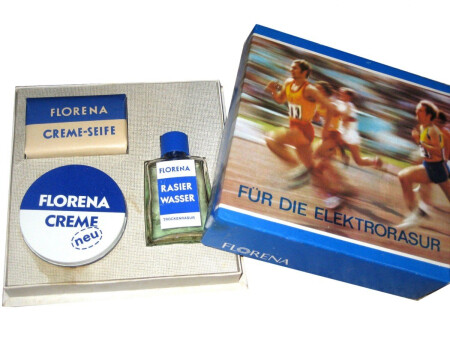 FLORENA
CREME-SEIFE
FLORENA
CREME
neu
FLORENA
RASIER
WASSER
FÜR DIE ELEKTRORASUR
FLORENA